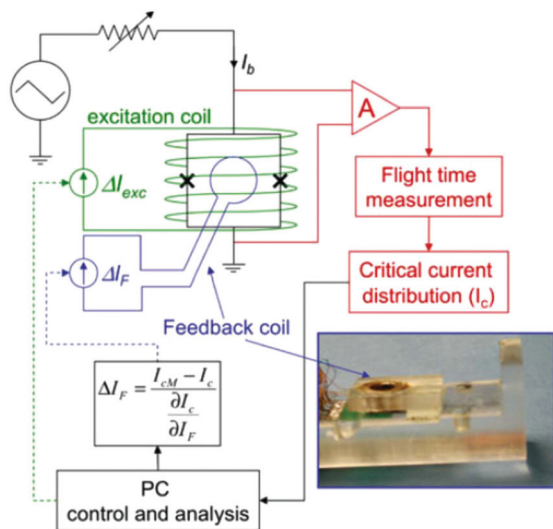 I_b
excitation coil
A
ΔI_exc
Flight time
measurement
ΔI_F
Critical current
distribution (I_c)
Feedback coil
ΔI_F = (I_cM − I_c) / (∂I_c / ∂I_F)
PC
control and analysis